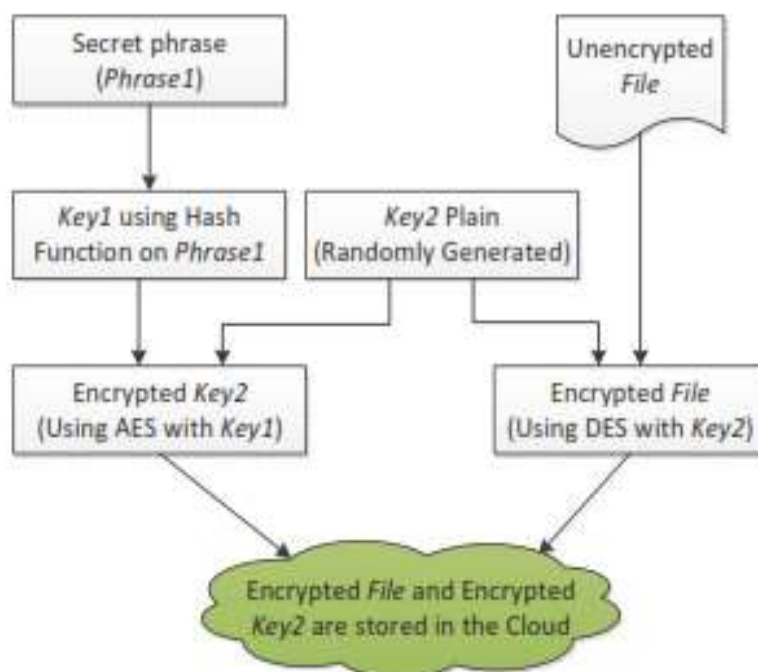 Secret phrase
(Phrase1)
Unencrypted
File
Key1 using Hash
Function on Phrase1
Key2 Plain
(Randomly Generated)
Encrypted Key2
(Using AES with Key1)
Encrypted File
(Using DES with Key2)
Encrypted File and Encrypted
Key2 are stored in the Cloud